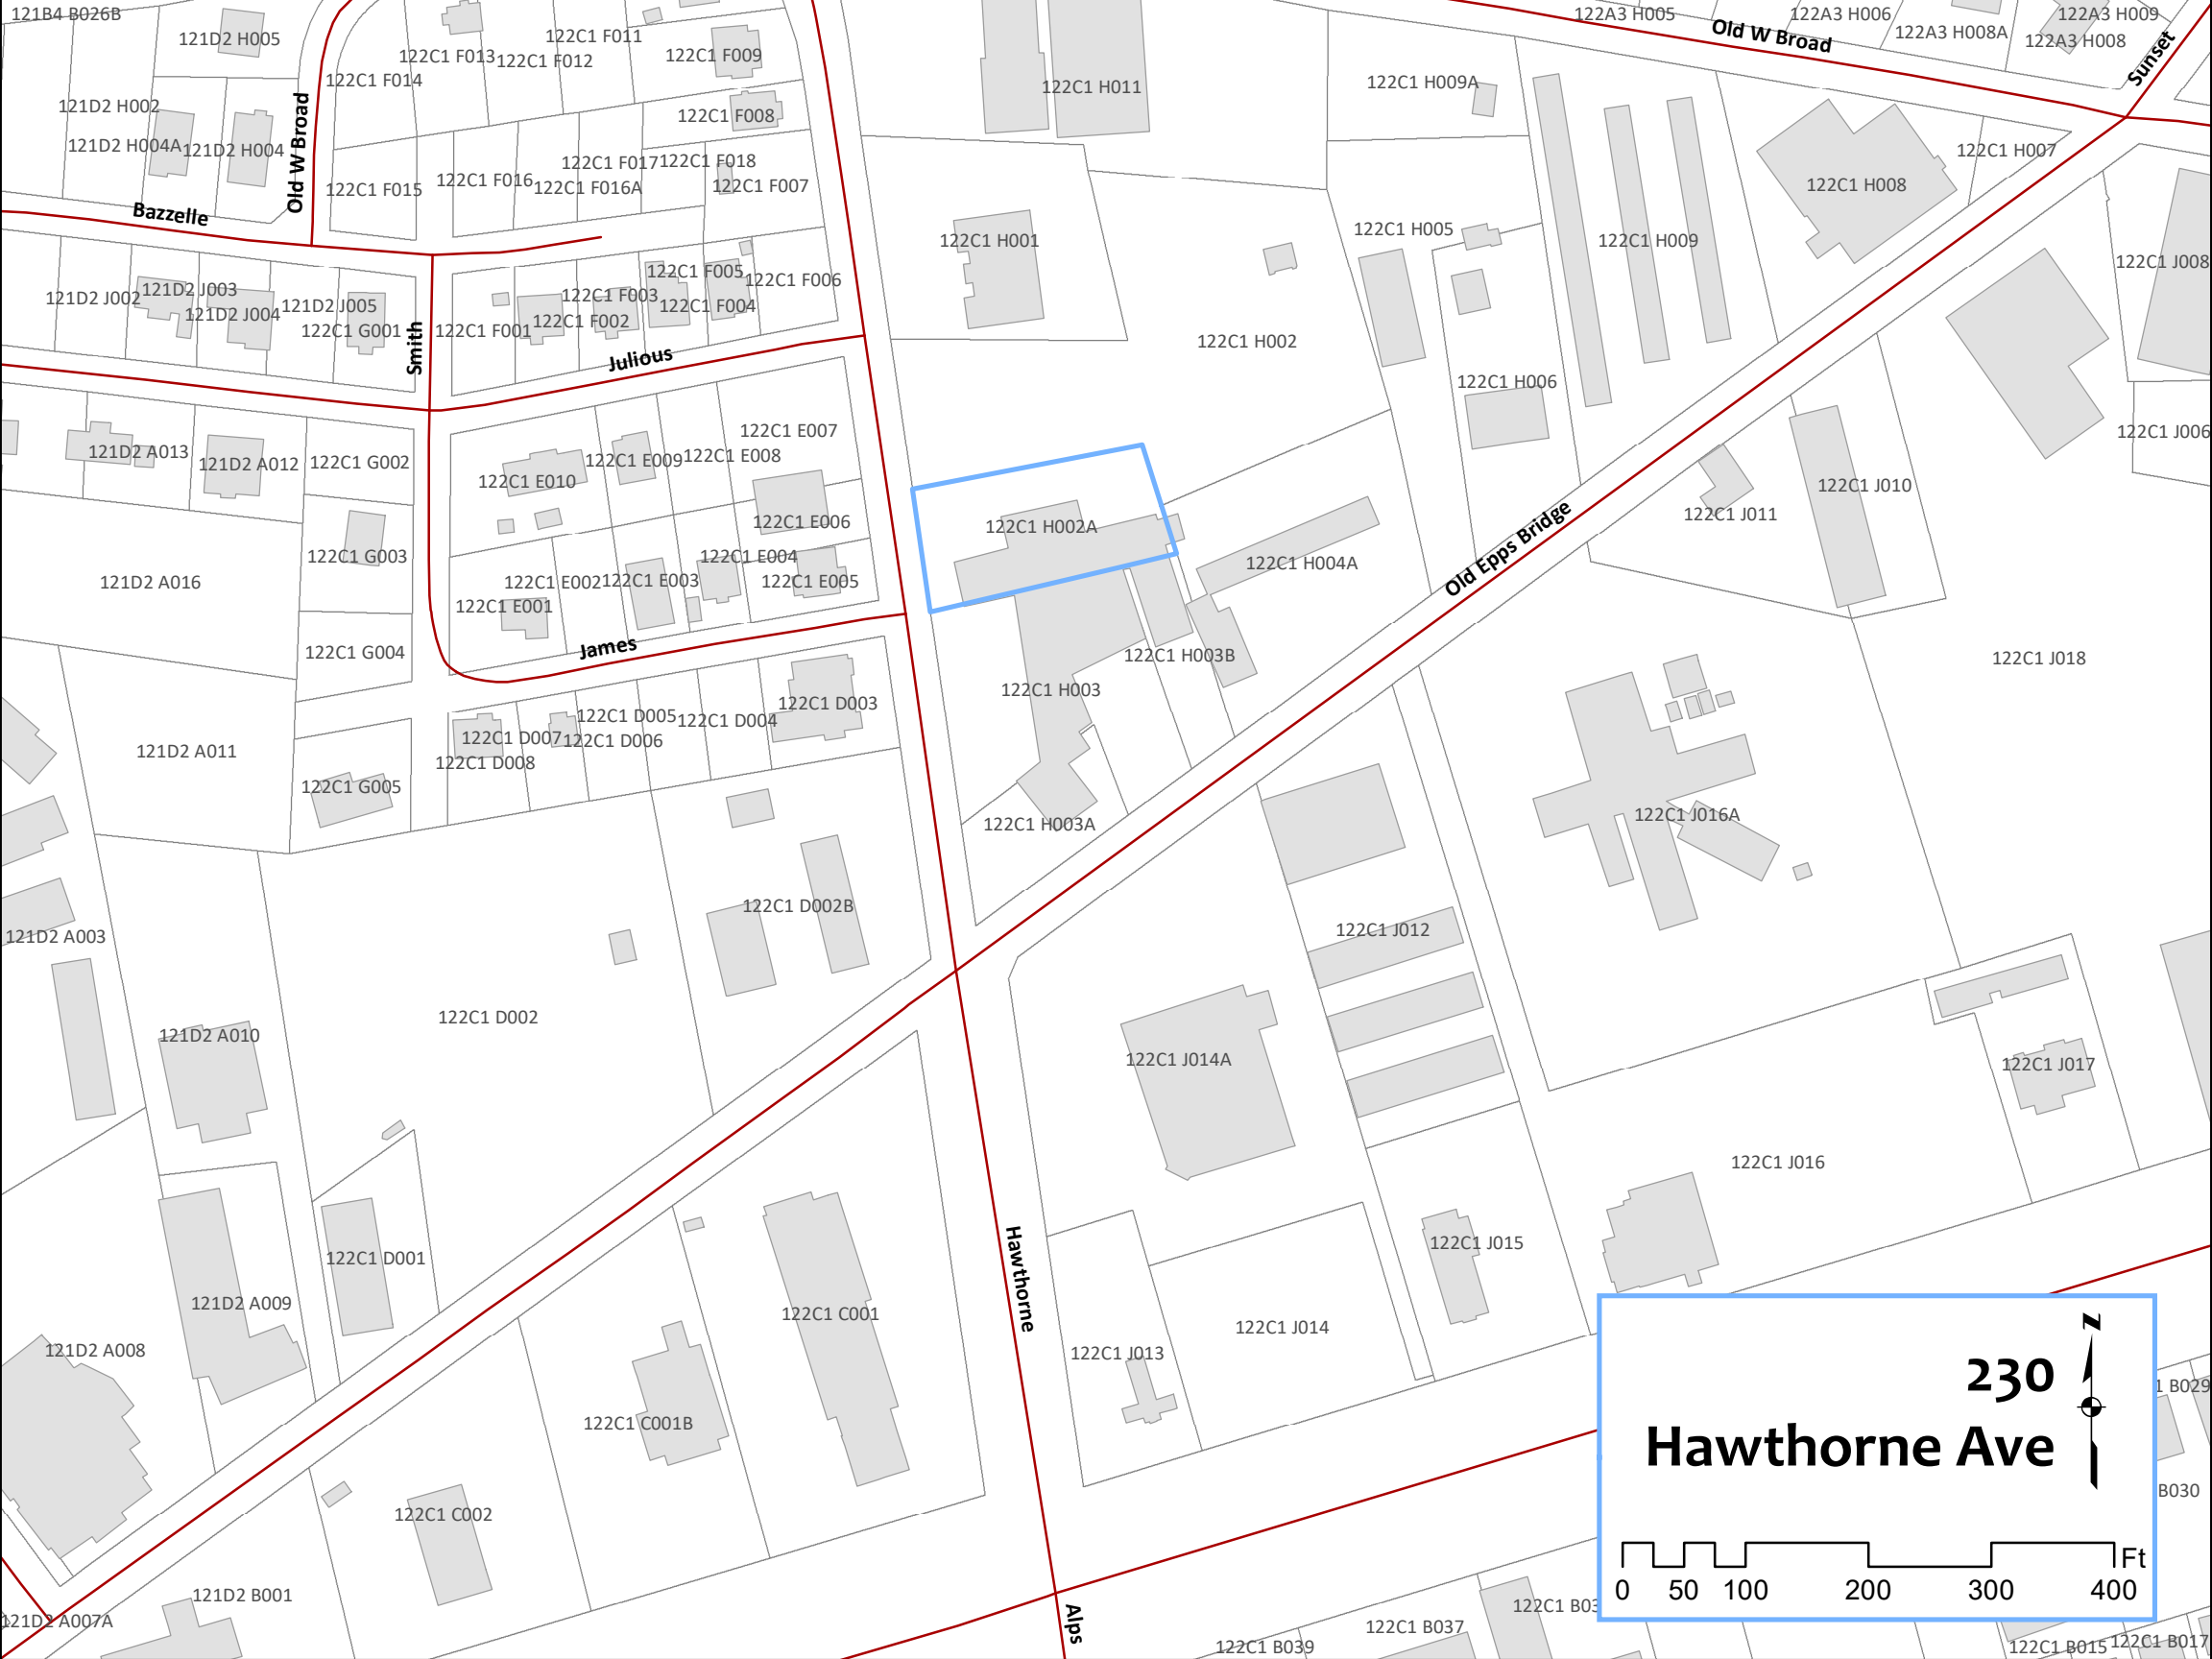 121B4 B026B
121D2 H005
122C1 F013
122C1 F011
122C1 F012
122C1 F009
122C1 F014
122C1 H011
122C1 H009A
122A3 H005
Old W Broad
122A3 H006
122A3 H008A
122A3 H009
122A3 H008
Sunset
121D2 H002
Old W Broad
122C1 F008
121D2 H004A
121D2 H004
122C1 F015
122C1 F016
122C1 F017
122C1 F018
122C1 F016A
122C1 F007
122C1 H007
122C1 H008
Bazzelle
122C1 H001
122C1 H005
122C1 H009
122C1 J008
121D2 J002
121D2 J003
121D2 J004
121D2 J005
122C1 G001
Smith
122C1 F001
122C1 F003
122C1 F002
122C1 F005
122C1 F004
122C1 F006
Julious
122C1 H002
122C1 H006
122C1 J006
121D2 A013
121D2 A012
122C1 G002
122C1 E010
122C1 E009
122C1 E008
122C1 E007
122C1 J010
122C1 J011
122C1 E006
122C1 H002A
Old Epps Bridge
122C1 G003
121D2 A016
122C1 E002
122C1 E003
122C1 E004
122C1 E005
122C1 H004A
122C1 E001
James
122C1 G004
122C1 H003B
122C1 J018
122C1 H003
122C1 D003
122C1 D005
122C1 D004
122C1 D007
122C1 D006
122C1 D008
121D2 A011
122C1 G005
122C1 H003A
122C1 J016A
122C1 D002B
122C1 J012
121D2 A003
121D2 A010
122C1 D002
122C1 J014A
122C1 J017
122C1 J016
Hawthorne
122C1 D001
122C1 J015
121D2 A009
122C1 C001
122C1 J014
121D2 A008
122C1 J013
122C1 C001B
122C1 C002
121D2 B001
121D2 A007A
Alps
122C1 B039
122C1 B037
122C1 B03
1 B029
B030
122C1 B015
122C1 B017
230
Hawthorne Ave
N
Ft
0 50 100 200 300 400